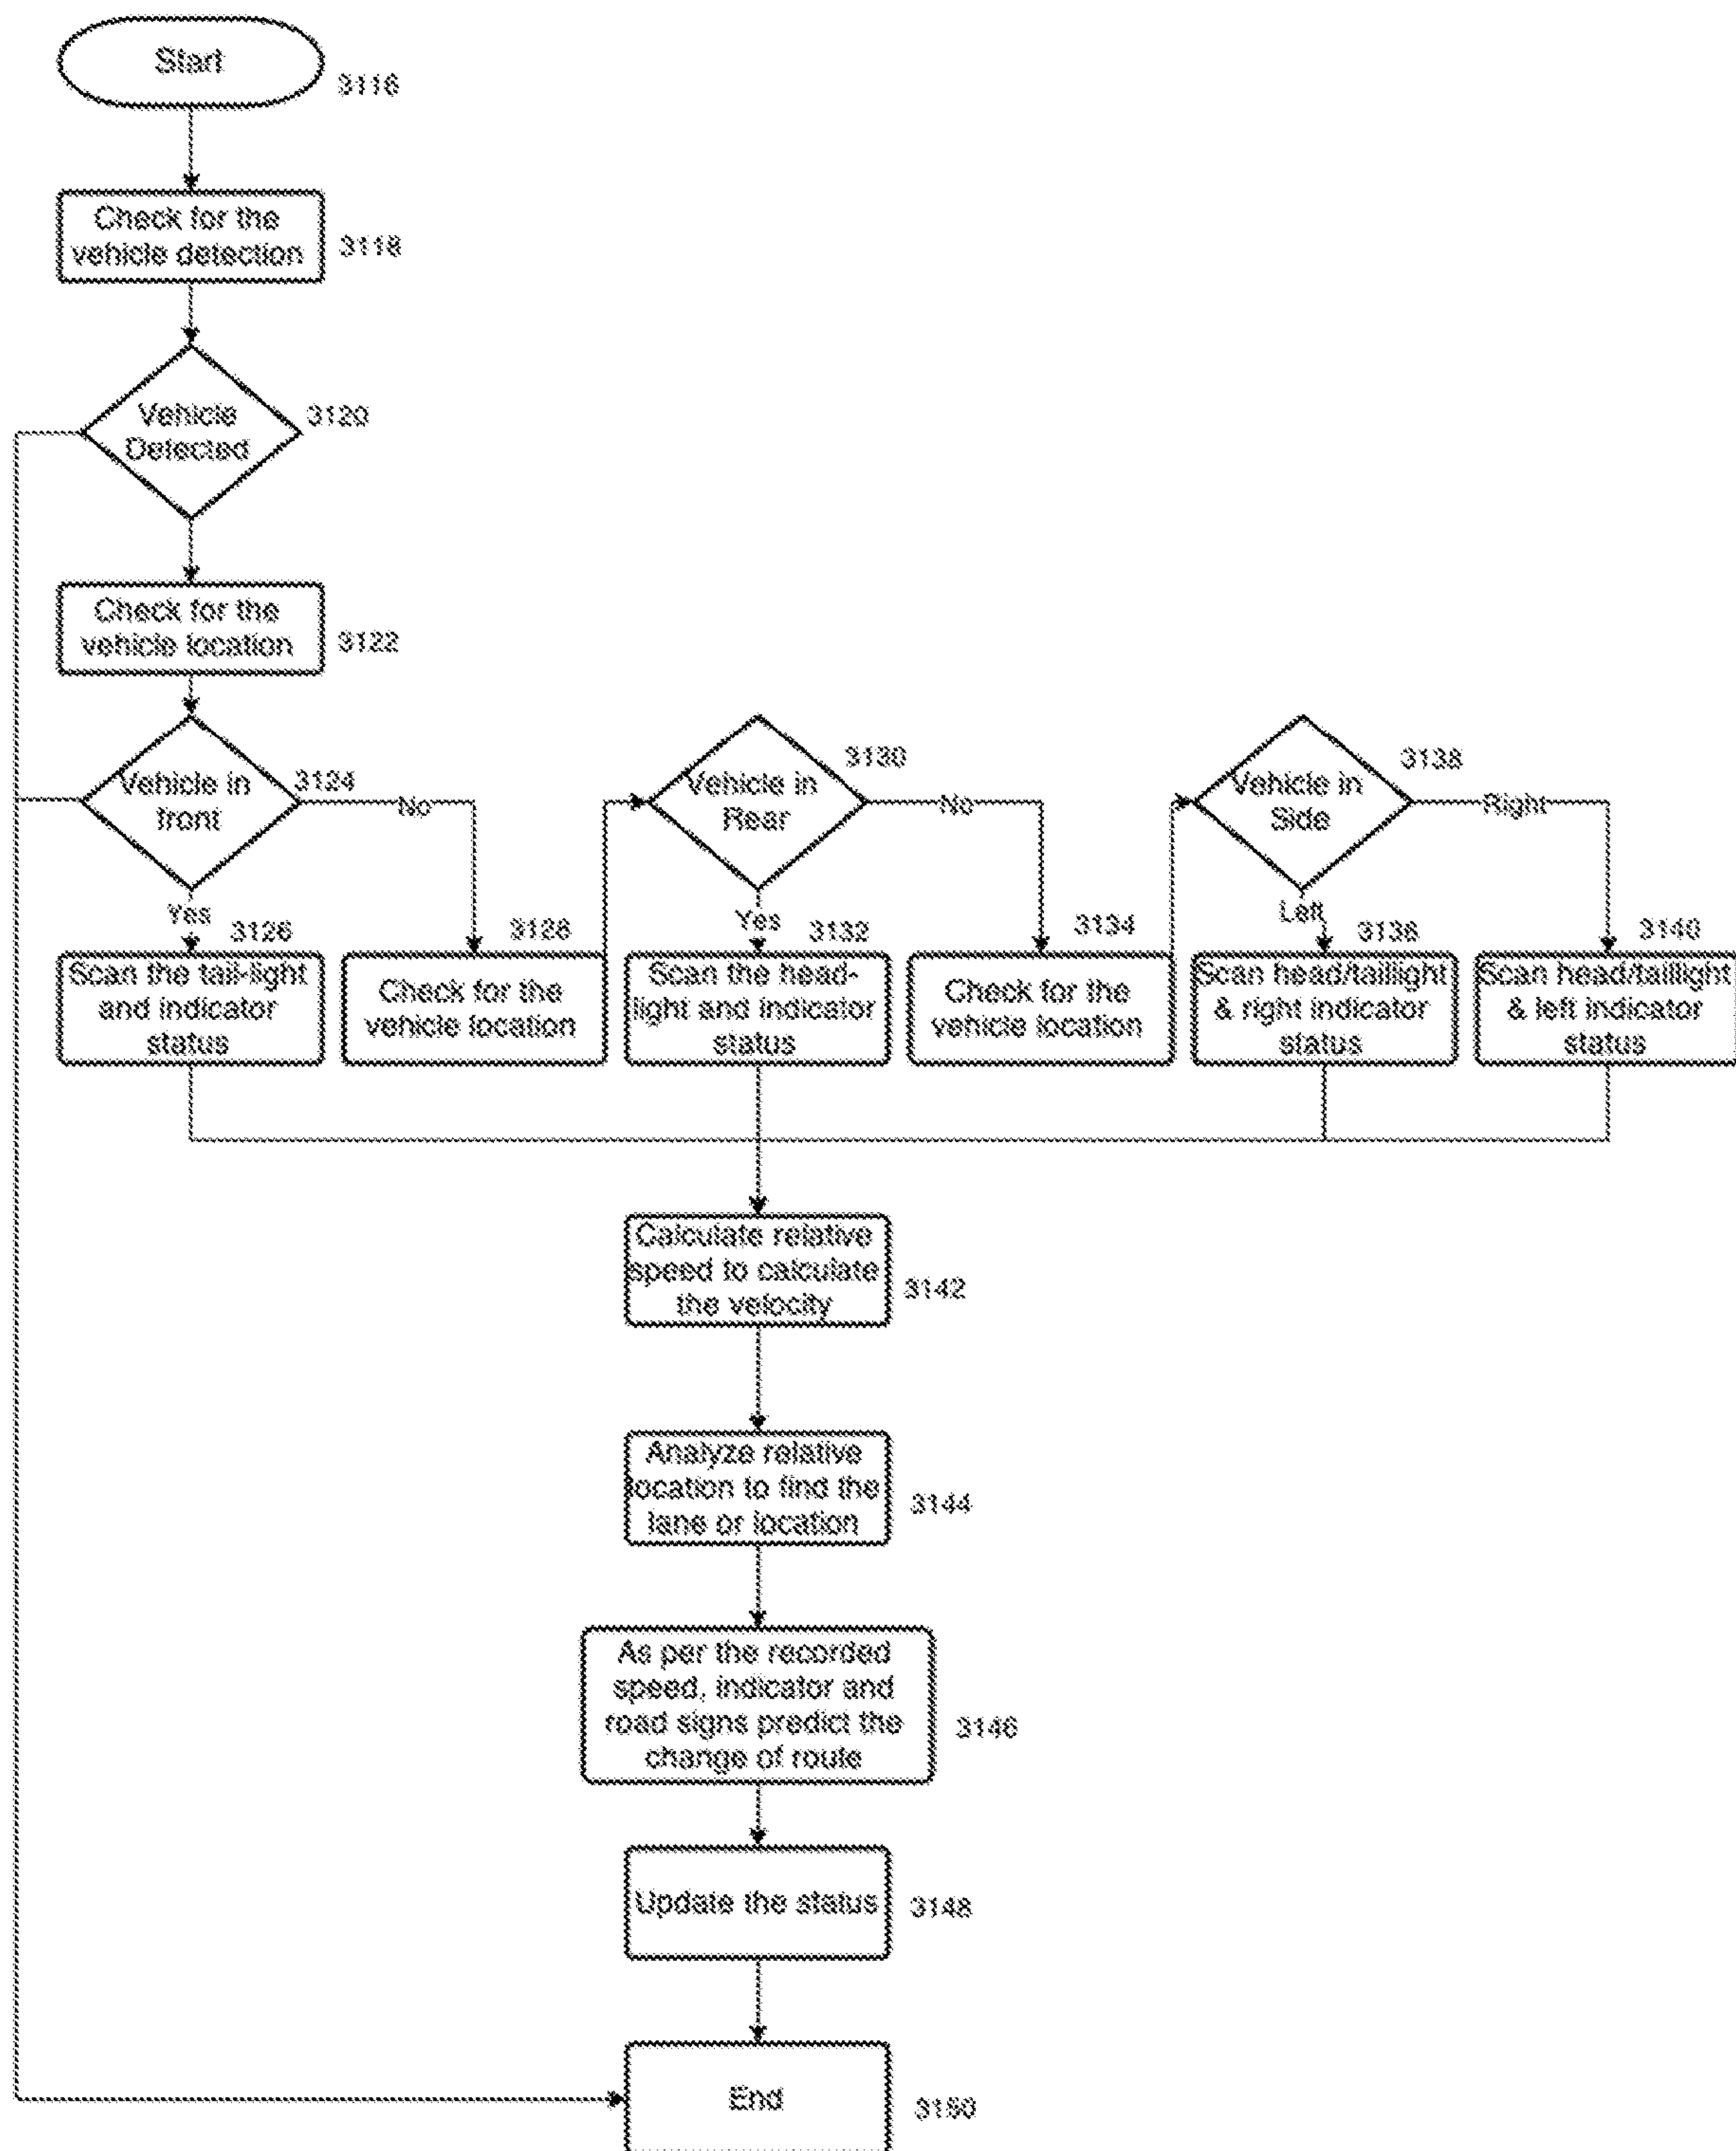 Start
3116
Check for the
vehicle detection
3118
Vehicle
Detected
3120
Check for the
vehicle location
3122
Vehicle in
front
3124
No
Yes
Vehicle in
Rear
3130
No
Yes
Vehicle in
Side
3138
Right
Left
3126
Scan the tail-light
and indicator
status
3128
Check for the
vehicle location
3132
Scan the head-
light and indicator
status
3134
Check for the
vehicle location
3136
Scan head/taillight
& right indicator
status
3140
Scan head/taillight
& left indicator
status
Calculate relative
speed to calculate
the velocity
3142
Analyze relative
location to find the
lane or location
3144
As per the recorded
speed, indicator and
road signs predict the
change of route
3146
Update the status
3148
End
3150